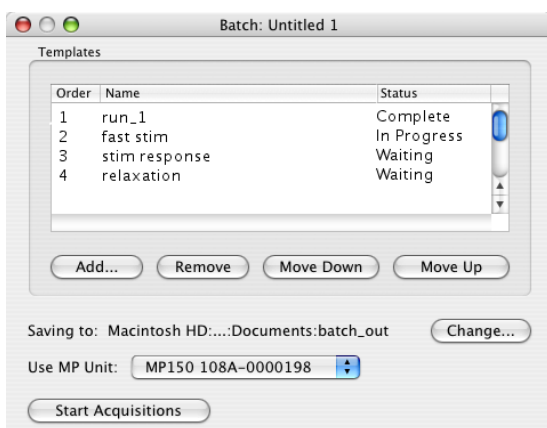 Batch: Untitled 1
Templates
Order Name Status
1 run_1 Complete
2 fast stim In Progress
3 stim response Waiting
4 relaxation Waiting
Add... Remove Move Down Move Up
Saving to: Macintosh HD:...:Documents:batch_out Change...
Use MP Unit: MP150 108A-0000198
Start Acquisitions